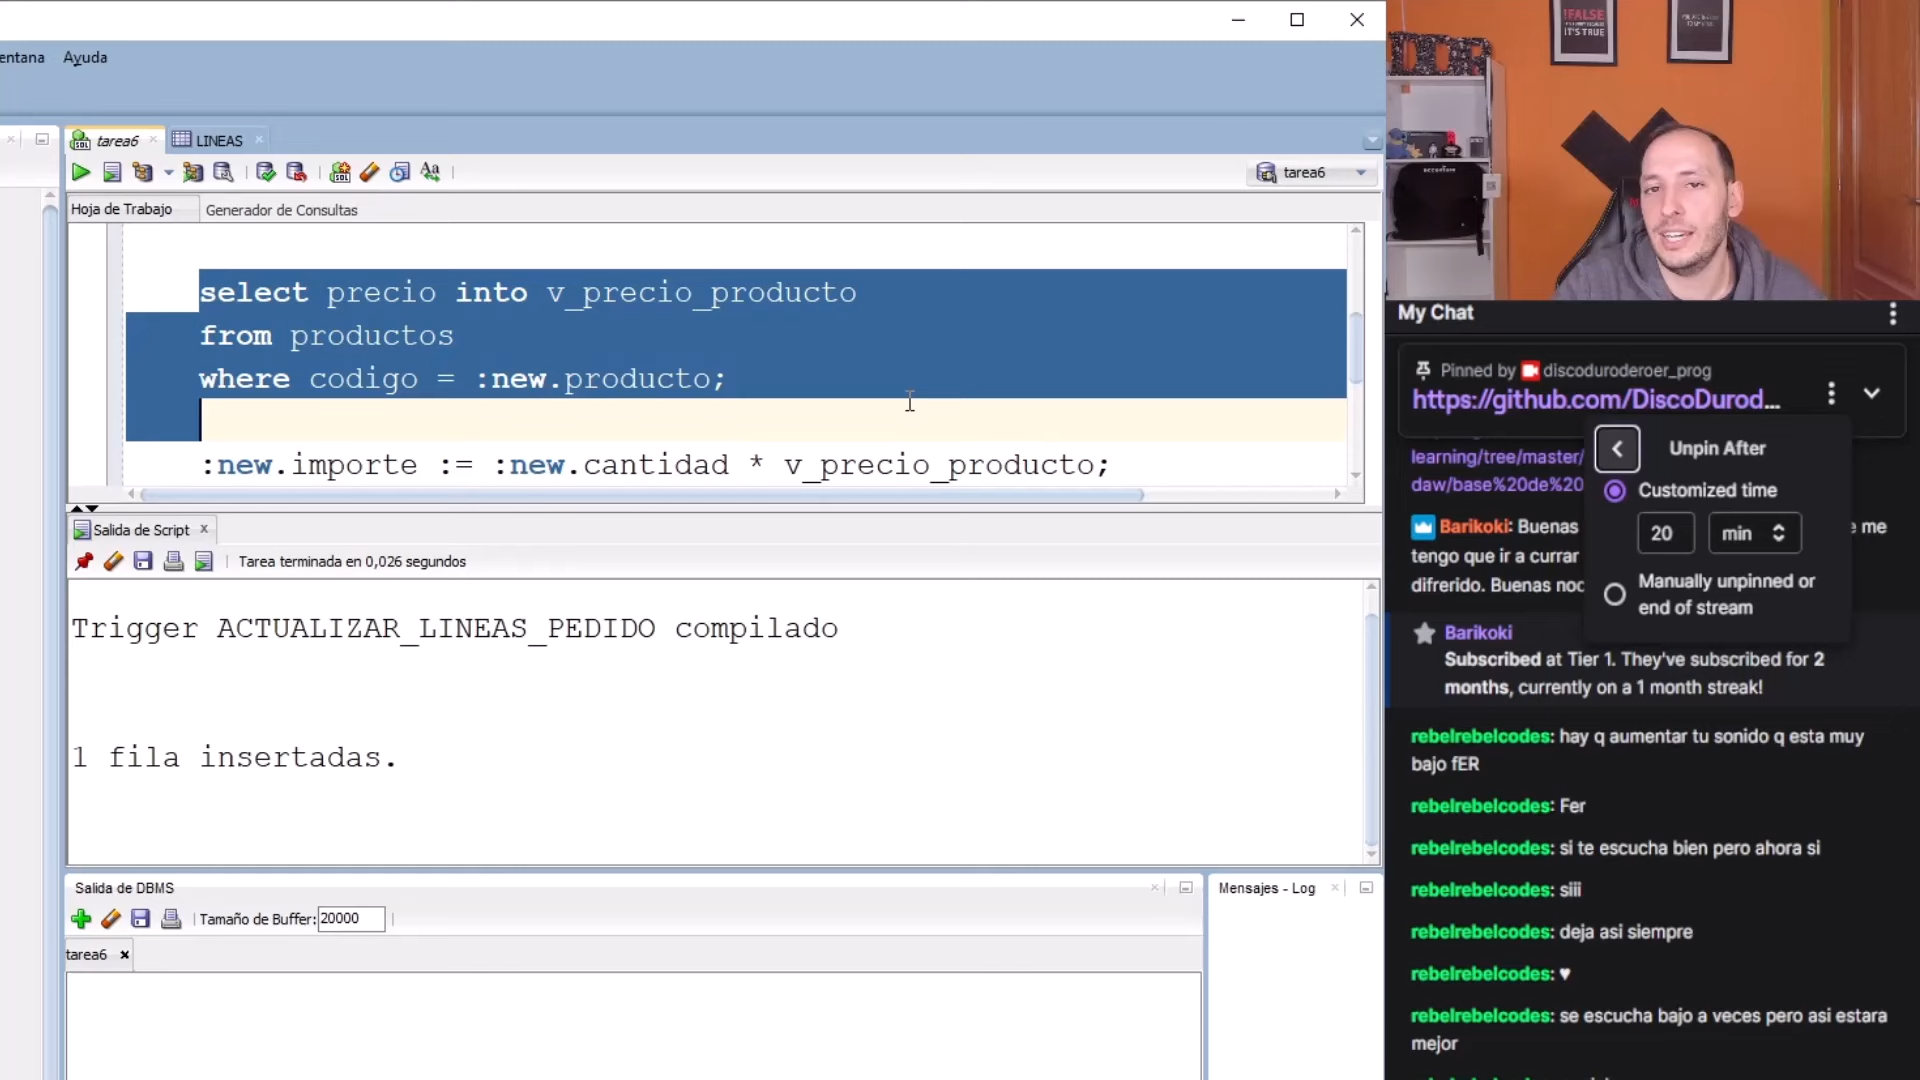 entana Ayuda
tarea6 LINEAS
tarea6
Hoja de Trabajo Generador de Consultas
select precio into v_precio_producto
from productos
where codigo = :new.producto;
:new.importe := :new.cantidad * v_precio_producto;
Salida de Script
Tarea terminada en 0,026 segundos
Trigger ACTUALIZAR_LINEAS_PEDIDO compilado
1 fila insertadas.
Salida de DBMS
Tamaño de Buffer: 20000
tarea6
Mensajes - Log
!FALSE
IT'S TRUE
accenture
My Chat
Pinned by discoduroderoer_prog
https://github.com/DiscoDurod...
learning/tree/master/
daw/base%20de%20
Barikoki: Buenas e me
tengo que ir a currar
difrerido. Buenas noc
Unpin After
Customized time
20 min
Manually unpinned or
end of stream
Barikoki
Subscribed at Tier 1. They've subscribed for 2
months, currently on a 1 month streak!
rebelrebelcodes: hay q aumentar tu sonido q esta muy
bajo fER
rebelrebelcodes: Fer
rebelrebelcodes: si te escucha bien pero ahora si
rebelrebelcodes: siii
rebelrebelcodes: deja asi siempre
rebelrebelcodes: ♥
rebelrebelcodes: se escucha bajo a veces pero asi estara
mejor